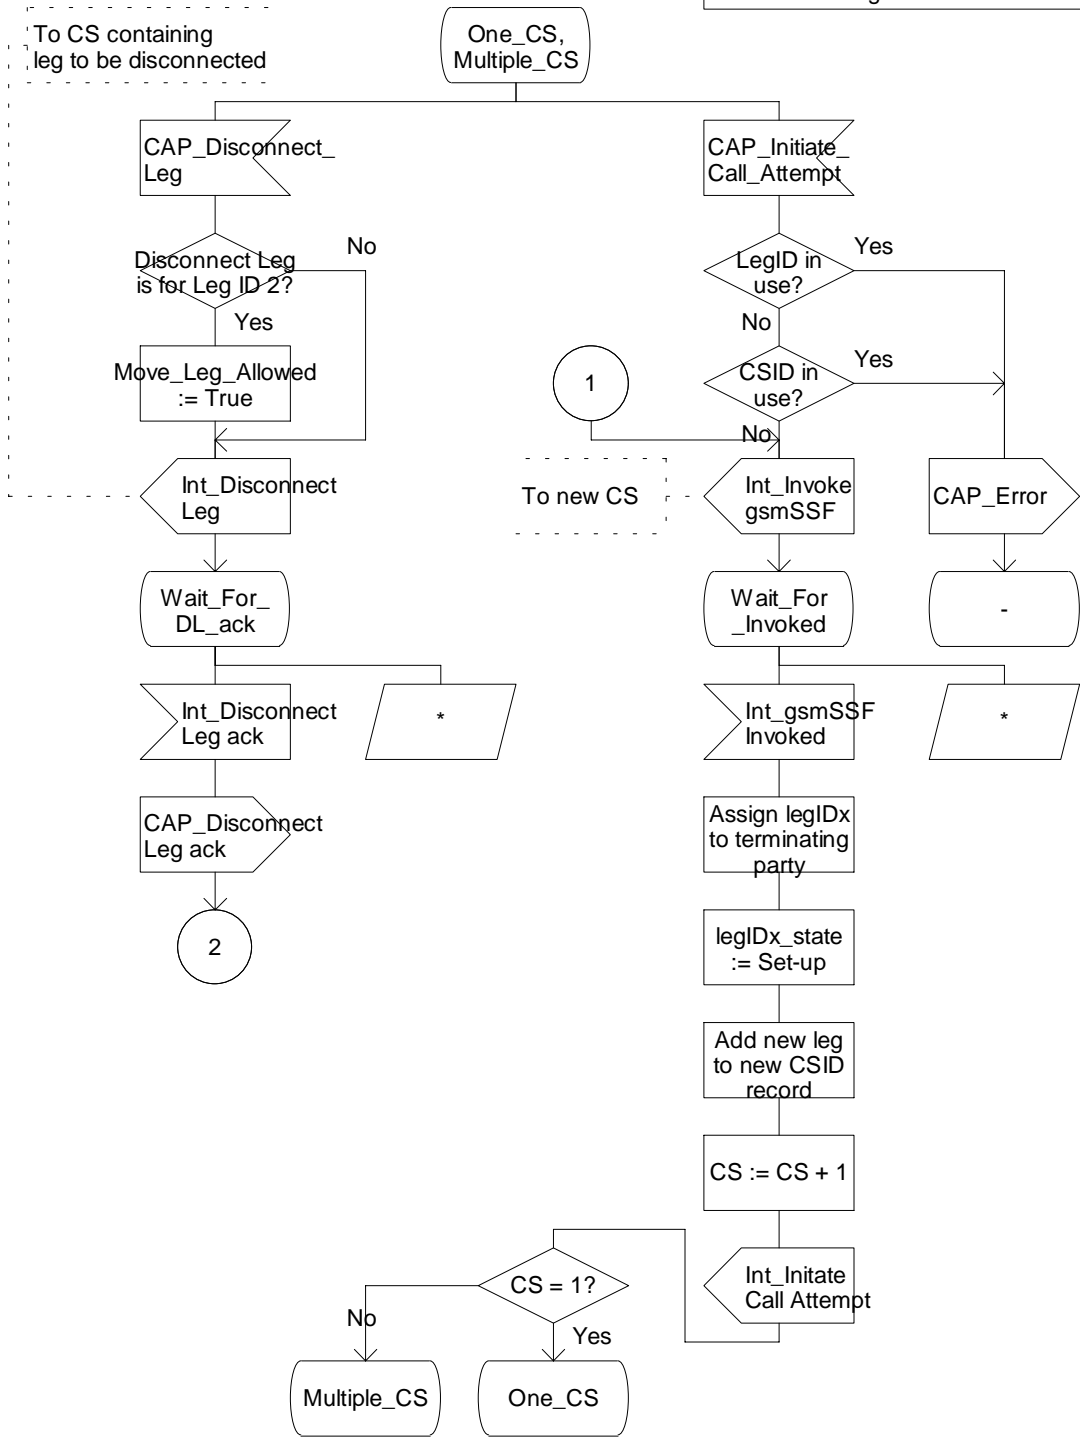 To CS containing
leg to be disconnected
One_CS,
Multiple_CS
CAP_Disconnect_
Leg
CAP_Initiate_
Call_Attempt
Disconnect Leg
is for Leg ID 2?
No
Yes
LegID in
use?
Yes
No
Move_Leg_Allowed
:= True
1
CSID in
use?
Yes
No
Int_Disconnect
Leg
To new CS
Int_Invoke
gsmSSF
CAP_Error
Wait_For_
DL_ack
Wait_For
_Invoked
-
Int_Disconnect
Leg ack
*
Int_gsmSSF
Invoked
*
CAP_Disconnect
Leg ack
Assign legIDx
to terminating
party
2
legIDx_state
:= Set-up
Add new leg
to new CSID
record
CS := CS + 1
CS = 1?
Int_Initate
Call Attempt
No
Yes
Multiple_CS
One_CS